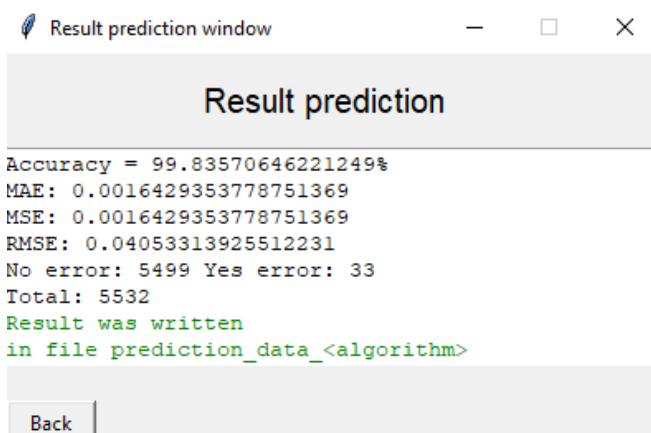 Result prediction window
Result prediction
Accuracy = 99.83570646221249%
MAE: 0.0016429353778751369
MSE: 0.0016429353778751369
RMSE: 0.04053313925512231
No error: 5499 Yes error: 33
Total: 5532
Result was written
in file prediction_data_<algorithm>
Back